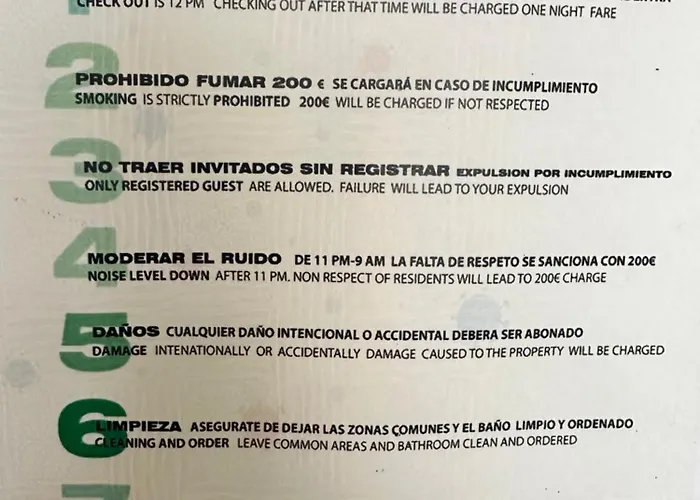 CHECK OUT IS 12 PM CHECKING OUT AFTER THAT TIME WILL BE CHARGED ONE NIGHT FARE
2
PROHIBIDO FUMAR 200 € SE CARGARÁ EN CASO DE INCUMPLIMIENTO
SMOKING IS STRICTLY PROHIBITED 200€ WILL BE CHARGED IF NOT RESPECTED
3
NO TRAER INVITADOS SIN REGISTRAR EXPULSION POR INCUMPLIMIENTO
ONLY REGISTERED GUEST ARE ALLOWED. FAILURE WILL LEAD TO YOUR EXPULSION
4
MODERAR EL RUIDO DE 11 PM-9 AM LA FALTA DE RESPETO SE SANCIONA CON 200€
NOISE LEVEL DOWN AFTER 11 PM. NON RESPECT OF RESIDENTS WILL LEAD TO 200€ CHARGE
5
DAÑOS CUALQUIER DAÑO INTENCIONAL O ACCIDENTAL DEBERA SER ABONADO
DAMAGE INTENATIONALLY OR ACCIDENTALLY DAMAGE CAUSED TO THE PROPERTY WILL BE CHARGED
6
LIMPIEZA ASEGURATE DE DEJAR LAS ZONAS COMUNES Y EL BAÑO LIMPIO Y ORDENADO
CLEANING AND ORDER LEAVE COMMON AREAS AND BATHROOM CLEAN AND ORDERED